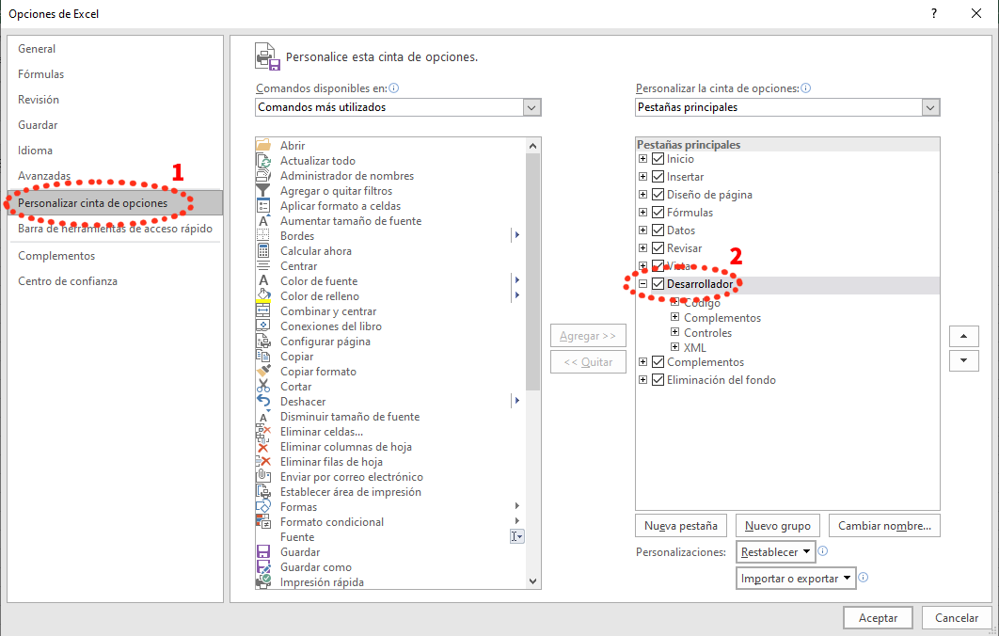 Opciones de Excel
?
General
Fórmulas
Revisión
Guardar
Idioma
Avanzadas
1
Personalizar cinta de opciones
Barra de herramientas de acceso rápido
Complementos
Centro de confianza
Personalice esta cinta de opciones.
Comandos disponibles en:
Comandos más utilizados
Abrir
Actualizar todo
Administrador de nombres
Agregar o quitar filtros
Aplicar formato a celdas
Aumentar tamaño de fuente
Bordes
Calcular ahora
Centrar
Color de fuente
Color de relleno
Combinar y centrar
Conexiones del libro
Configurar página
Copiar
Copiar formato
Cortar
Deshacer
Disminuir tamaño de fuente
Eliminar celdas...
Eliminar columnas de hoja
Eliminar filas de hoja
Enviar por correo electrónico
Establecer área de impresión
Formas
Formato condicional
Fuente
Guardar
Guardar como
Impresión rápida
Agregar >>
<< Quitar
Personalizar la cinta de opciones:
Pestañas principales
Pestañas principales
Inicio
Insertar
Diseño de página
Fórmulas
Datos
Revisar
Vista
2
Desarrollador
Código
Complementos
Controles
XML
Complementos
Eliminación del fondo
Nueva pestaña
Nuevo grupo
Cambiar nombre...
Personalizaciones:
Restablecer
Importar o exportar
Aceptar
Cancelar